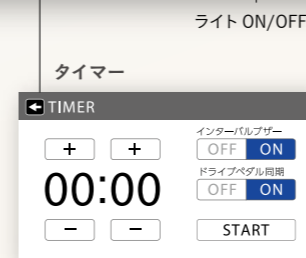 ライト ON/OFF
タイマー
TIMER
インターバルブザー
+ +
OFF ON
ドライブペダル同期
00:00
OFF ON
− −
START